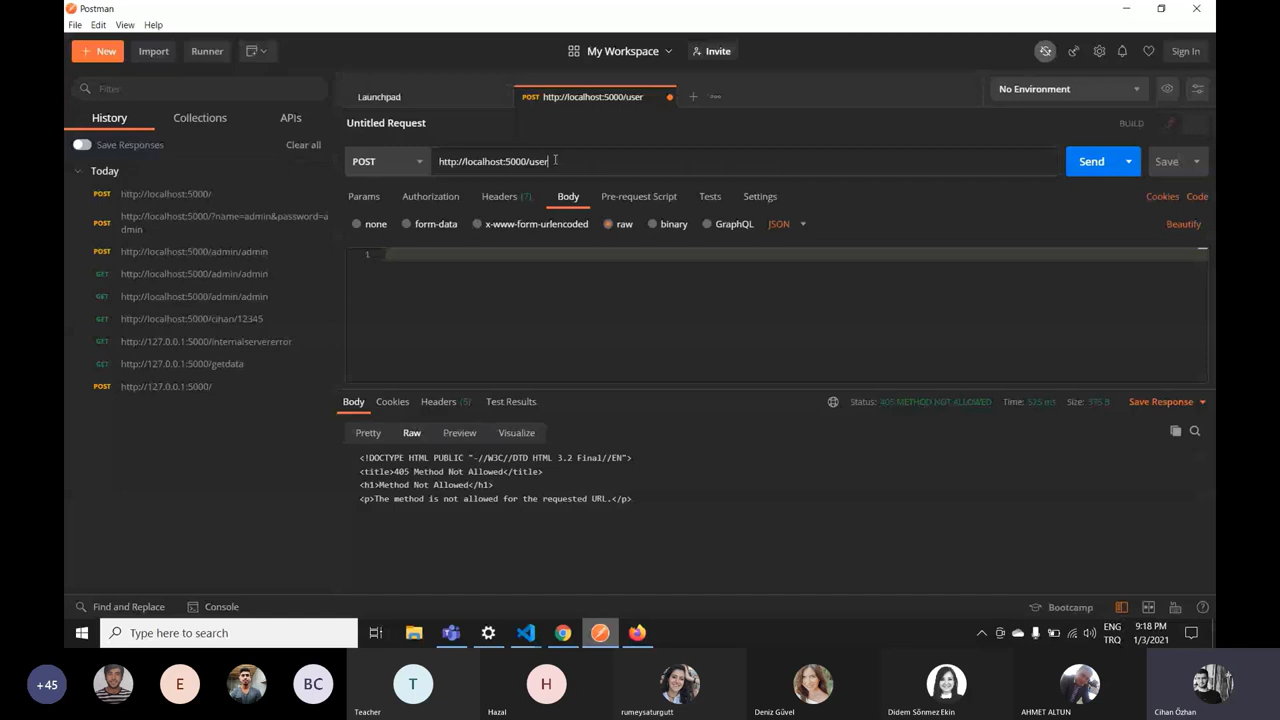 Postman
File Edit View Help
+ New Import Runner My Workspace Invite Sign In
Filter
Launchpad POST http://localhost:5000/user No Environment
History Collections APIs
Untitled Request BUILD
Save Responses Clear all
POST http://localhost:5000/user Send Save
Today
POST http://localhost:5000/
Params Authorization Headers (7) Body Pre-request Script Tests Settings Cookies Code
POST http://localhost:5000/?name=admin&password=a
dmin
none form-data x-www-form-urlencoded raw binary GraphQL JSON Beautify
POST http://localhost:5000/admin/admin
1
GET http://localhost:5000/admin/admin
GET http://localhost:5000/admin/admin
GET http://localhost:5000/cihan/12345
GET http://127.0.0.1:5000/internalservererror
GET http://127.0.0.1:5000/getdata
POST http://127.0.0.1:5000/
Body Cookies Headers (5) Test Results Status: 405 METHOD NOT ALLOWED Time: Size: Save Response
Pretty Raw Preview Visualize
<!DOCTYPE HTML PUBLIC "-//W3C//DTD HTML 3.2 Final//EN">
<title>405 Method Not Allowed</title>
<h1>Method Not Allowed</h1>
<p>The method is not allowed for the requested URL.</p>
Find and Replace Console Bootcamp
Type here to search ENG 9:18 PM
TRQ 1/3/2021
+45 E BC T H
Teacher Hazal rumeysaturgutt Deniz Güvel Didem Sönmez Ekin AHMET ALTUN Cihan Özhan